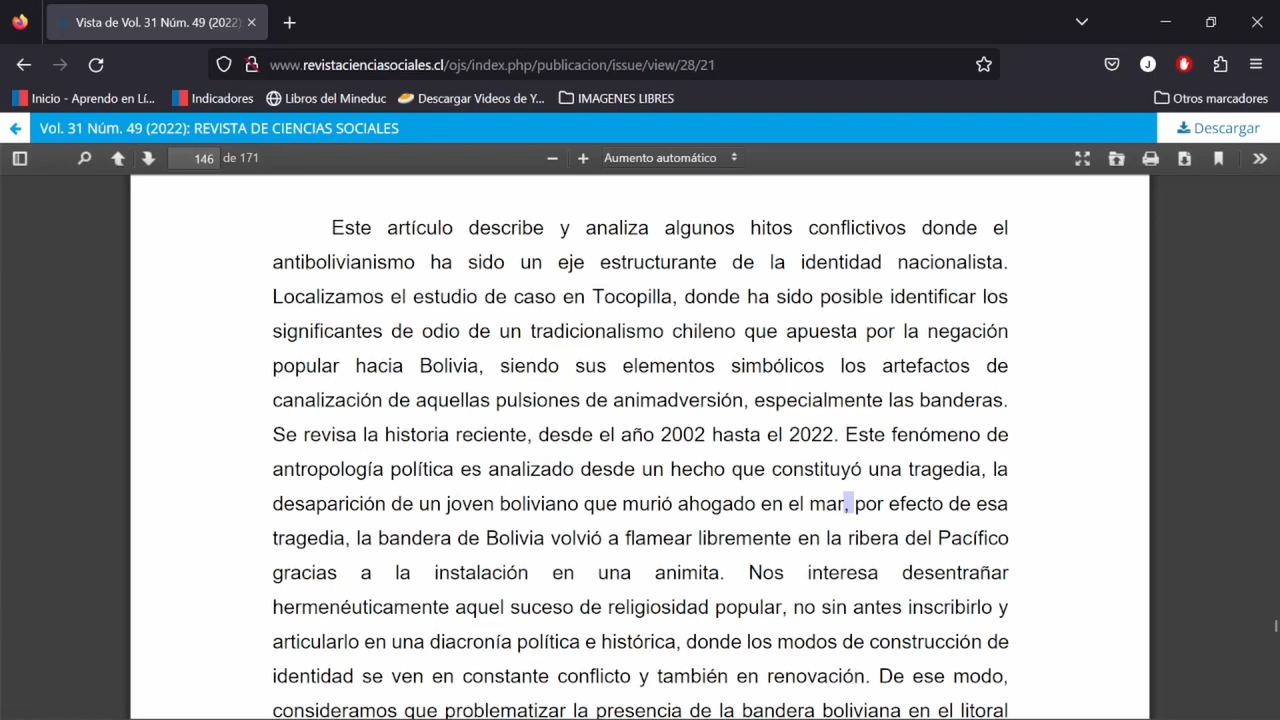 Vista de Vol. 31 Núm. 49 (2022)
www.revistacienciasociales.cl/ojs/index.php/publicacion/issue/view/28/21
Inicio - Aprendo en Lí... Indicadores Libros del Mineduc Descargar Videos de Y... IMAGENES LIBRES Otros marcadores
Vol. 31 Núm. 49 (2022): REVISTA DE CIENCIAS SOCIALES Descargar
146 de 171 Aumento automático
Este artículo describe y analiza algunos hitos conflictivos donde el
antibolivianismo ha sido un eje estructurante de la identidad nacionalista.
Localizamos el estudio de caso en Tocopilla, donde ha sido posible identificar los
significantes de odio de un tradicionalismo chileno que apuesta por la negación
popular hacia Bolivia, siendo sus elementos simbólicos los artefactos de
canalización de aquellas pulsiones de animadversión, especialmente las banderas.
Se revisa la historia reciente, desde el año 2002 hasta el 2022. Este fenómeno de
antropología política es analizado desde un hecho que constituyó una tragedia, la
desaparición de un joven boliviano que murió ahogado en el mar, por efecto de esa
tragedia, la bandera de Bolivia volvió a flamear libremente en la ribera del Pacífico
gracias a la instalación en una animita. Nos interesa desentrañar
hermenéuticamente aquel suceso de religiosidad popular, no sin antes inscribirlo y
articularlo en una diacronía política e histórica, donde los modos de construcción de
identidad se ven en constante conflicto y también en renovación. De ese modo,
consideramos que problematizar la presencia de la bandera boliviana en el litoral